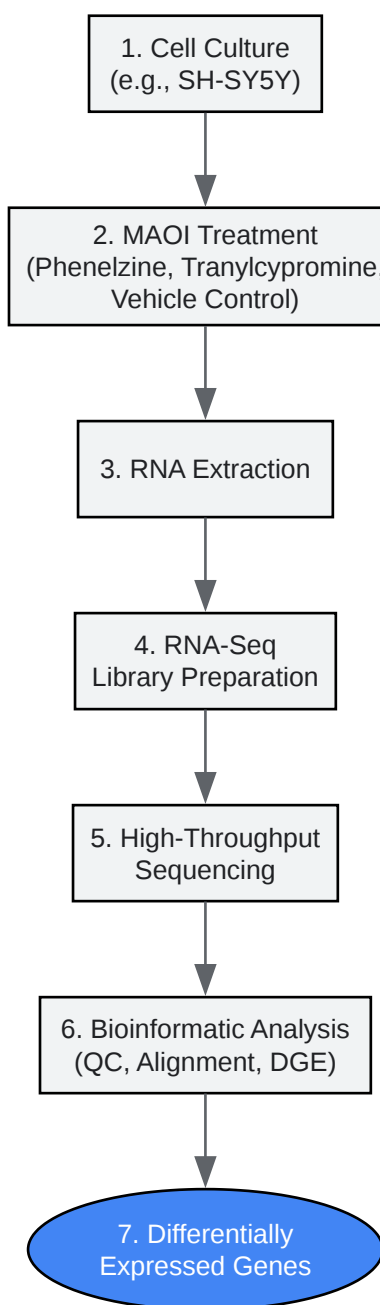 1. Cell Culture
(e.g., SH-SY5Y)
2. MAOI Treatment
(Phenelzine, Tranylcypromine,
Vehicle Control)
3. RNA Extraction
4. RNA-Seq
Library Preparation
5. High-Throughput
Sequencing
6. Bioinformatic Analysis
(QC, Alignment, DGE)
7. Differentially
Expressed Genes